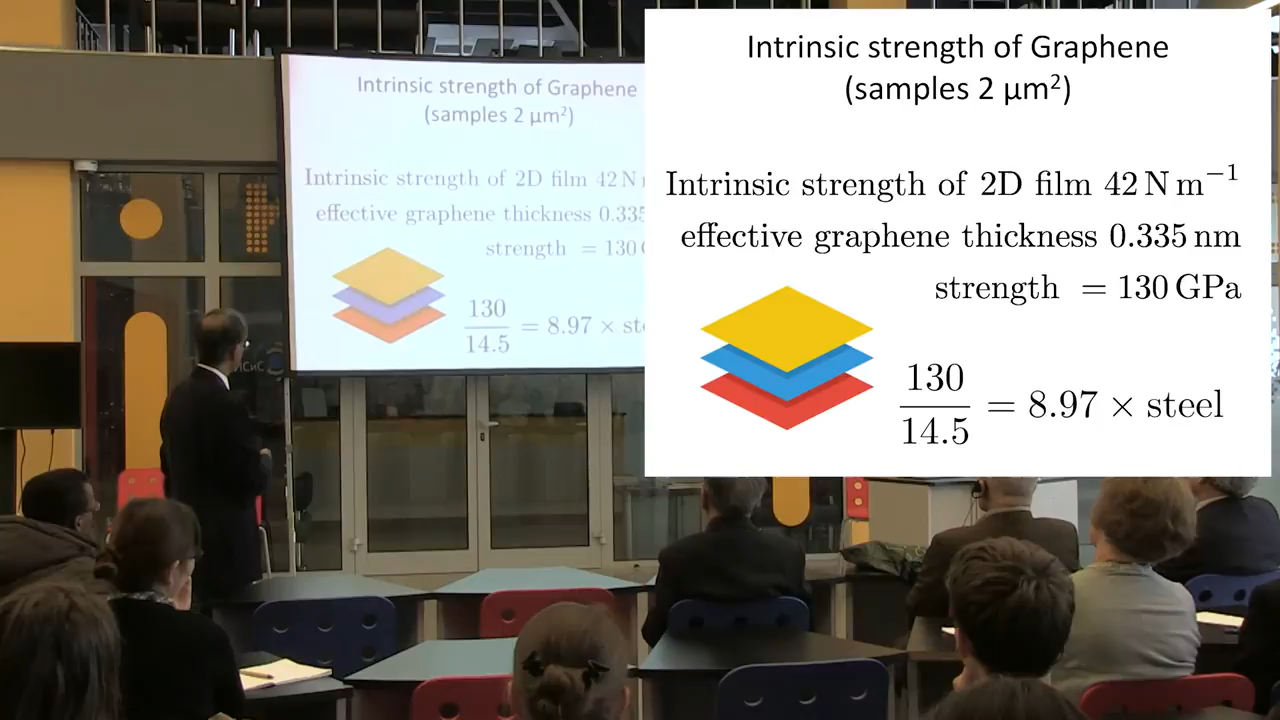 Intrinsic strength of Graphene
(samples 2 µm²)
Intrinsic strength of 2D film 42 N
effective graphene thickness 0.335
strength = 130
130
14.5
= 8.97 ×
ИСиС
Intrinsic strength of Graphene
(samples 2 µm²)
Intrinsic strength of 2D film 42 N m⁻¹
effective graphene thickness 0.335 nm
strength = 130 GPa
130
14.5
= 8.97 × steel